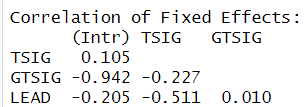 Correlation of Fixed Effects:
      (Intr) TSIG   GTSIG
TSIG   0.105
GTSIG -0.942 -0.227
LEAD  -0.205 -0.511  0.010